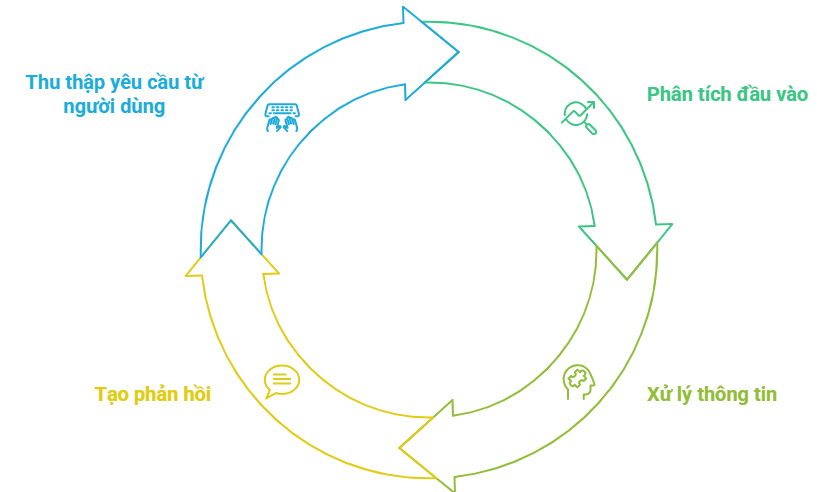 Thu thập yêu cầu từ
người dùng
Phân tích đầu vào
Tạo phản hồi
Xử lý thông tin